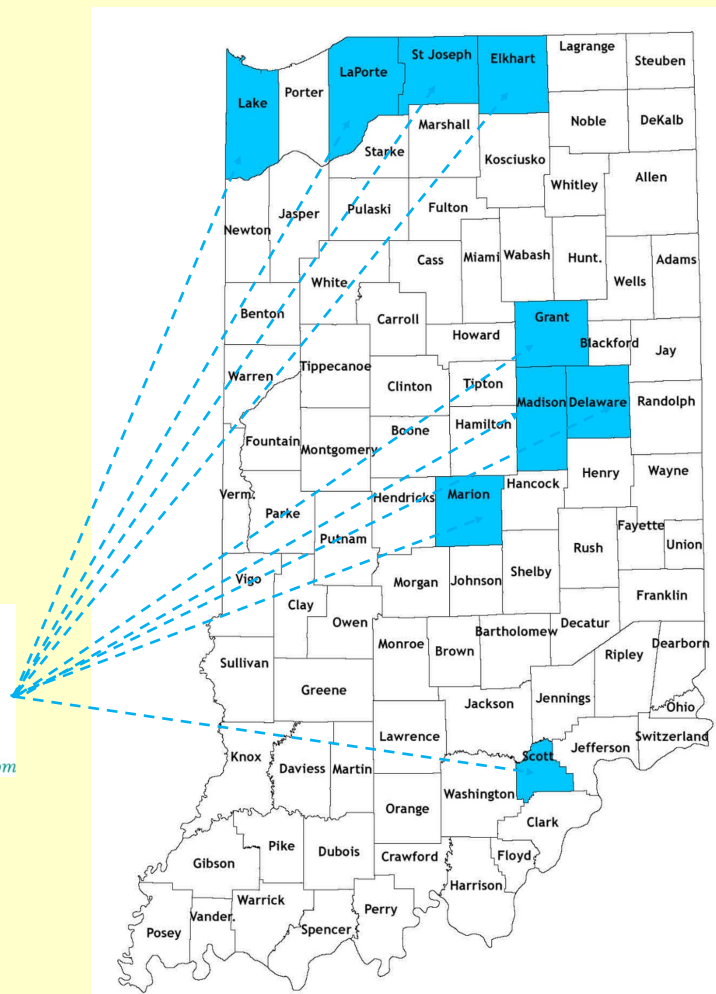 Lagrange
Steuben
St Joseph
Elkhart
LaPorte
Porter
Lake
Noble
DeKalb
Marshall
Starke
Kosciusko
Whitley
Allen
Newton
Jasper
Pulaski
Fulton
Cass
Miami
Wabash
Hunt.
Wells
Adams
White
Benton
Carroll
Grant
Howard
Blackford
Jay
Tippecanoe
Warren
Clinton
Tipton
Madison
Delaware
Randolph
Fountain
Montgomery
Boone
Hamilton
Henry
Wayne
Verm.
Parke
Hendricks
Marion
Hancock
Putnam
Fayette
Union
Rush
Shelby
Vigo
Morgan
Johnson
Clay
Owen
Franklin
Decatur
Monroe
Brown
Bartholomew
Dearborn
Ripley
Sullivan
Greene
Jackson
Jennings
Ohio
Lawrence
Switzerland
Knox
Daviess
Martin
Scott
Jefferson
Washington
Orange
Clark
Pike
Dubois
Crawford
Floyd
Gibson
Harrison
Warrick
Perry
Vander.
Posey
Spencer
om